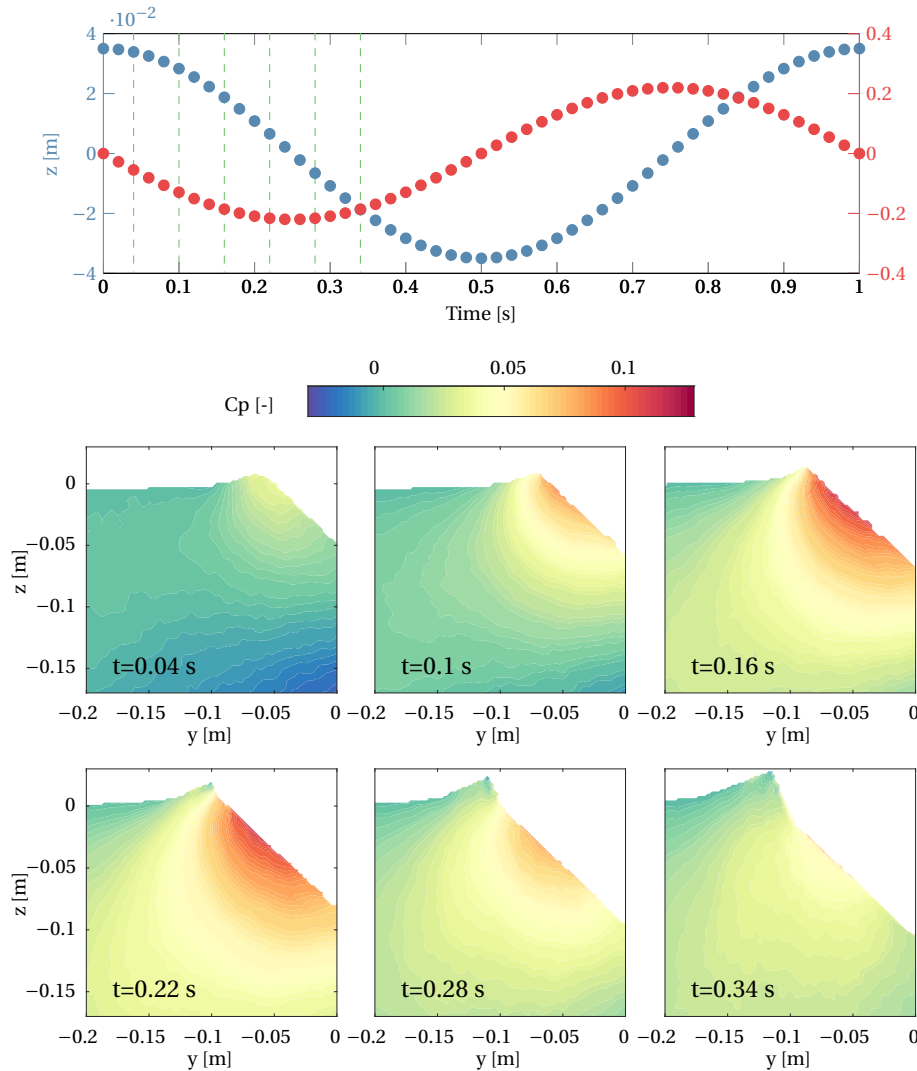 ·10−2
4 0.4
2 0.2
0 0
−2 −0.2
−4 −0.4
z [m]
0 0.1 0.2 0.3 0.4 0.5 0.6 0.7 0.8 0.9 1
Time [s]
0 0.05 0.1
Cp [-]
0
−0.05
−0.1
−0.15
z [m]
t=0.04 s t=0.1 s t=0.16 s
−0.2 −0.15 −0.1 −0.05 0 −0.2 −0.15 −0.1 −0.05 0 −0.2 −0.15 −0.1 −0.05 0
y [m] y [m] y [m]
0
−0.05
−0.1
−0.15
z [m]
t=0.22 s t=0.28 s t=0.34 s
−0.2 −0.15 −0.1 −0.05 0 −0.2 −0.15 −0.1 −0.05 0 −0.2 −0.15 −0.1 −0.05 0
y [m] y [m] y [m]